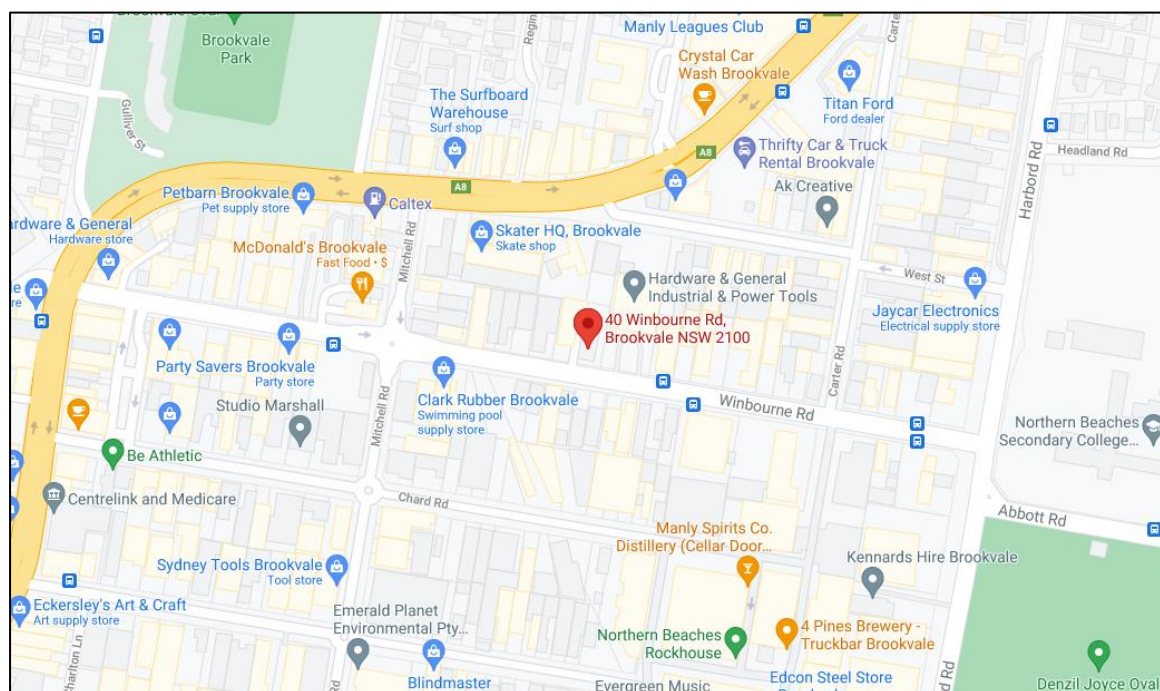 Brookvale Oval
Brookvale
Park
Manly Leagues Club
A8
Crystal Car
Wash Brookvale
Titan Ford
Ford dealer
The Surfboard
Warehouse
Surf shop
Gulliver St
Harbord Rd
Headland Rd
Thrifty Car & Truck
Rental Brookvale
A8
A8
Petbarn Brookvale
Pet supply store
Caltex
Ak Creative
Hardware & General
Hardware store
Skater HQ, Brookvale
Skate shop
McDonald's Brookvale
Fast Food • $
Mitchell Rd
Hardware & General
Industrial & Power Tools
West St
Jaycar Electronics
Electrical supply store
40 Winbourne Rd,
Brookvale NSW 2100
Party Savers Brookvale
Party store
Clark Rubber Brookvale
Swimming pool
supply store
Carter Rd
Winbourne Rd
Studio Marshall
Mitchell Rd
Northern Beaches
Secondary College...
Be Athletic
Centrelink and Medicare
Chard Rd
Abbott Rd
Manly Spirits Co.
Distillery (Cellar Door...
Kennards Hire Brookvale
Sydney Tools Brookvale
Tool store
Eckersley's Art & Craft
Art supply store
Emerald Planet
Environmental Pty...
4 Pines Brewery -
Truckbar Brookvale
Northern Beaches
Rockhouse
Blindmaster
Evergreen Music
Edcon Steel Store
Denzil Joyce Oval